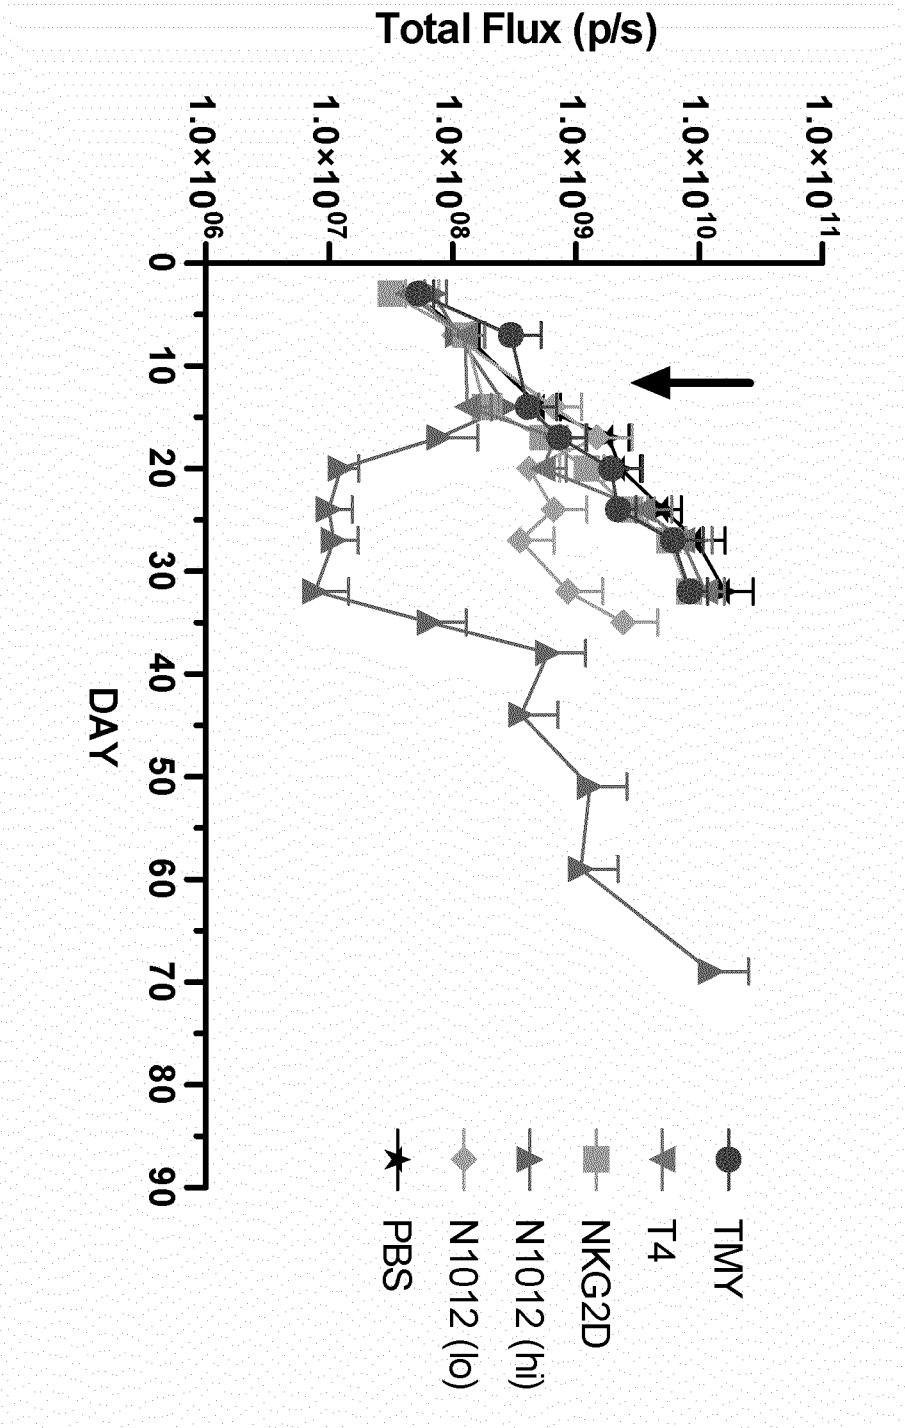 Total Flux (p/s)
1.0×10¹¹
1.0×10¹⁰
1.0×10⁰⁹
1.0×10⁰⁸
1.0×10⁰⁷
1.0×10⁰⁶
0 10 20 30 40 50 60 70 80 90
DAY
TMY
T4
NKG2D
N1012 (hi)
N1012 (lo)
PBS